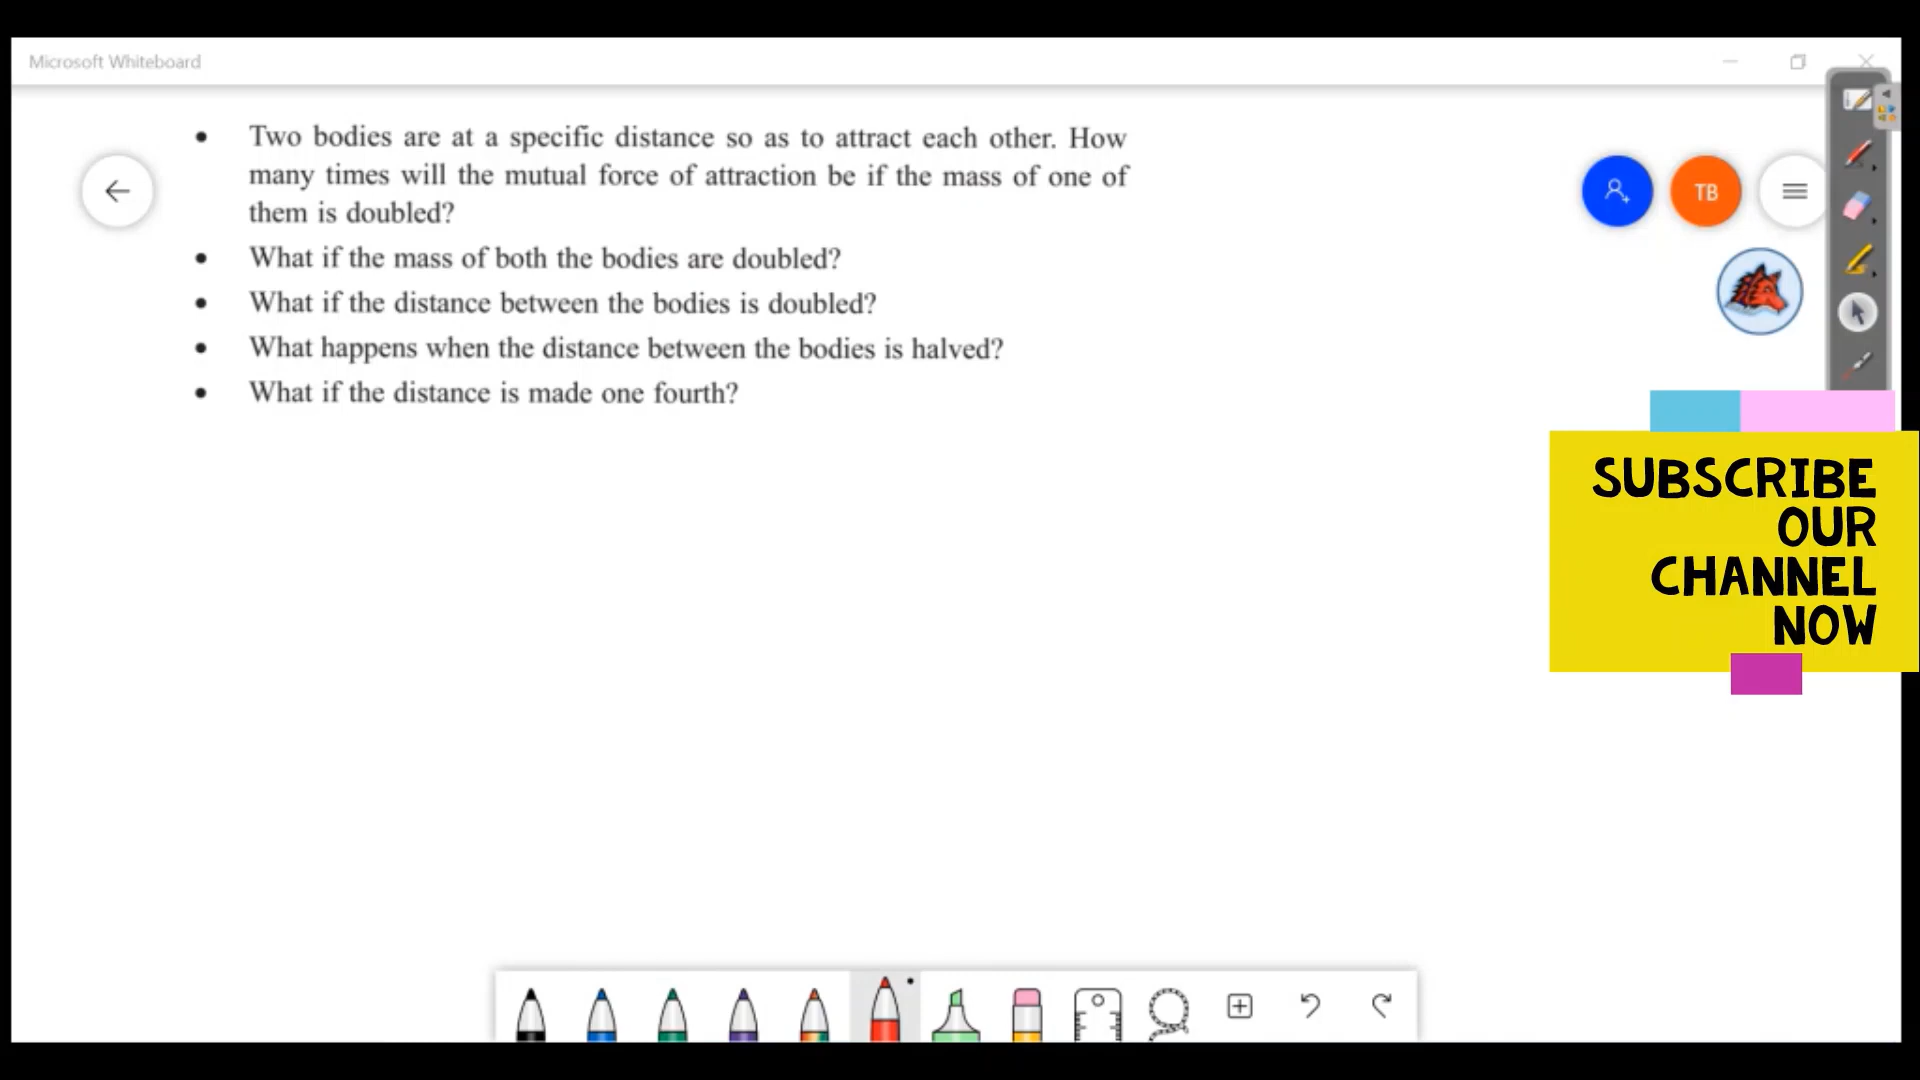 Microsoft Whiteboard
• Two bodies are at a specific distance so as to attract each other. How
many times will the mutual force of attraction be if the mass of one of
them is doubled?
• What if the mass of both the bodies are doubled?
• What if the distance between the bodies is doubled?
• What happens when the distance between the bodies is halved?
• What if the distance is made one fourth?
TB
SUBSCRIBE
OUR
CHANNEL
NOW